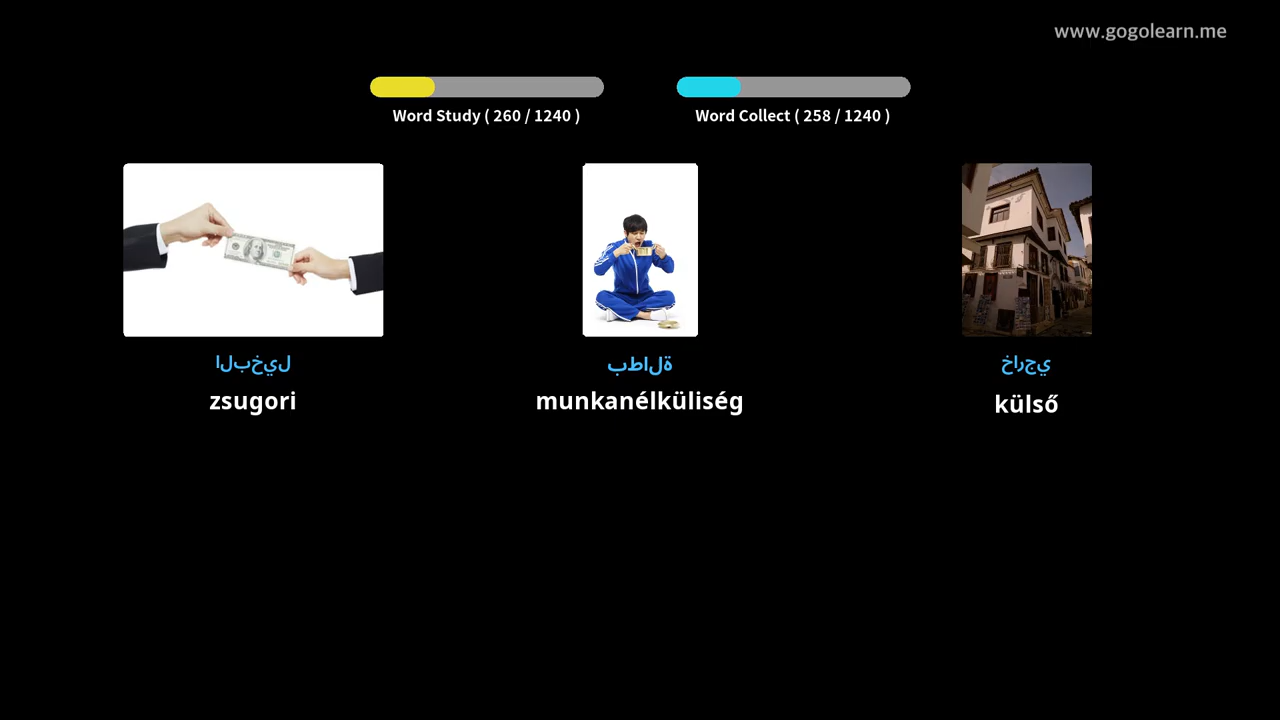 www.gogolearn.me
Word Study ( 260 / 1240 )
Word Collect ( 258 / 1240 )
البخيل
بطالة
خارجي
zsugori
munkanélküliség
külső